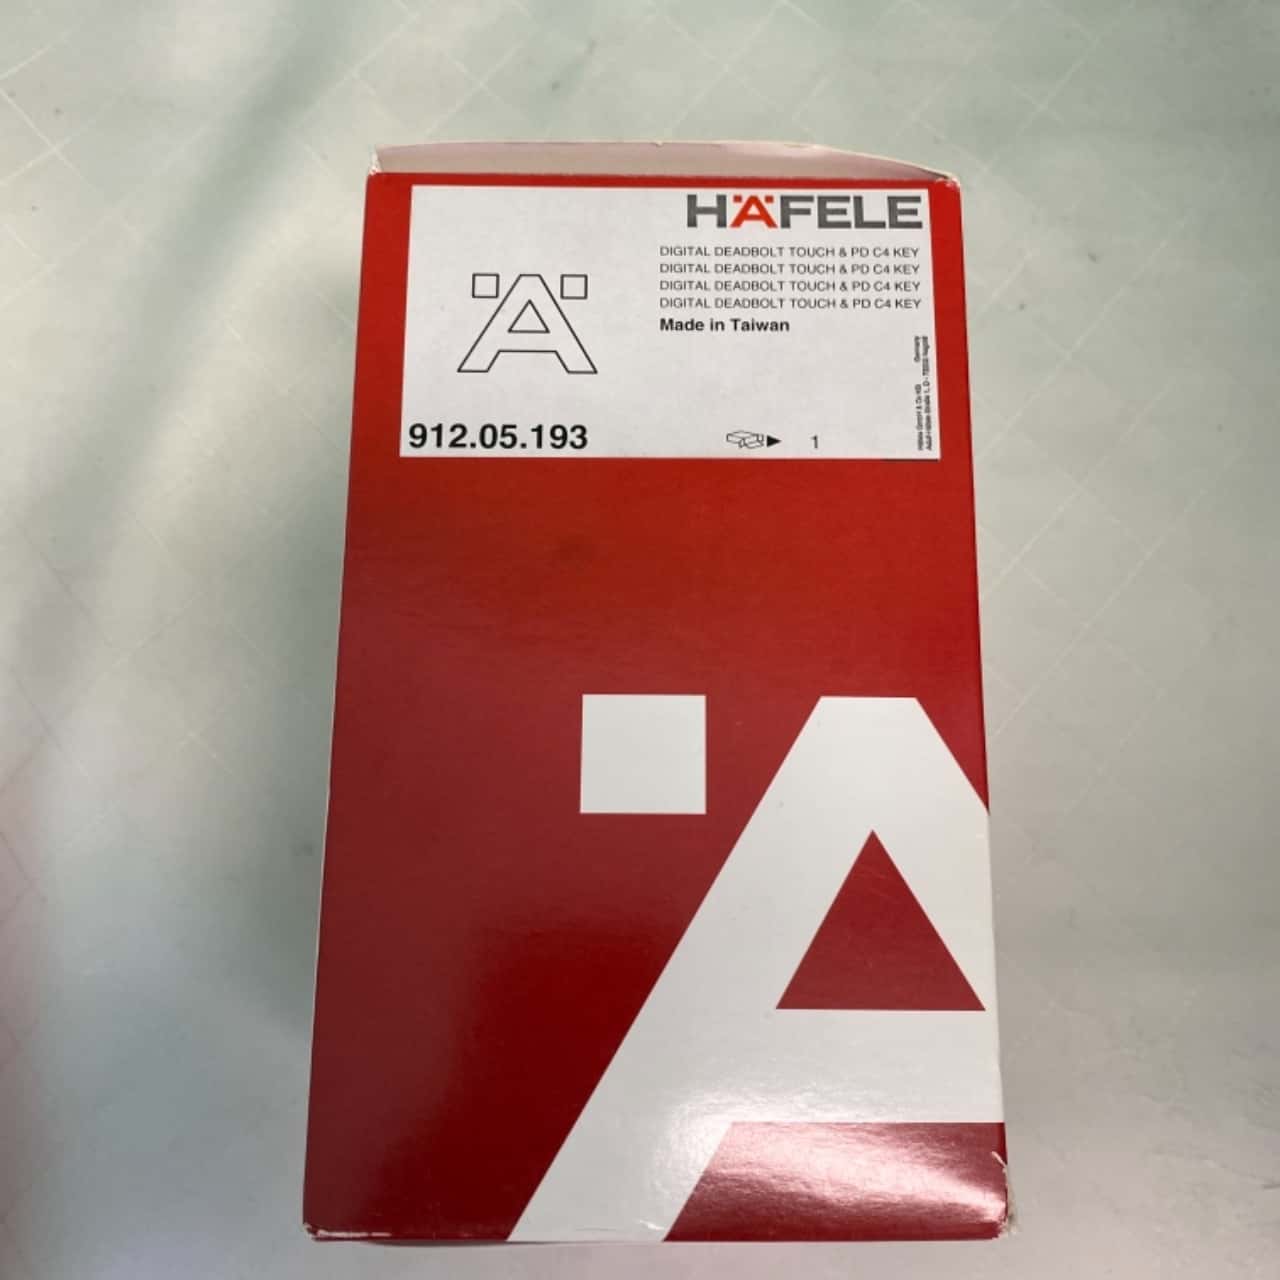 HÄFELE
DIGITAL DEADBOLT TOUCH & PD C4 KEY
DIGITAL DEADBOLT TOUCH & PD C4 KEY
DIGITAL DEADBOLT TOUCH & PD C4 KEY
DIGITAL DEADBOLT TOUCH & PD C4 KEY
Made in Taiwan
Ä
912.05.193
1
Germany
A